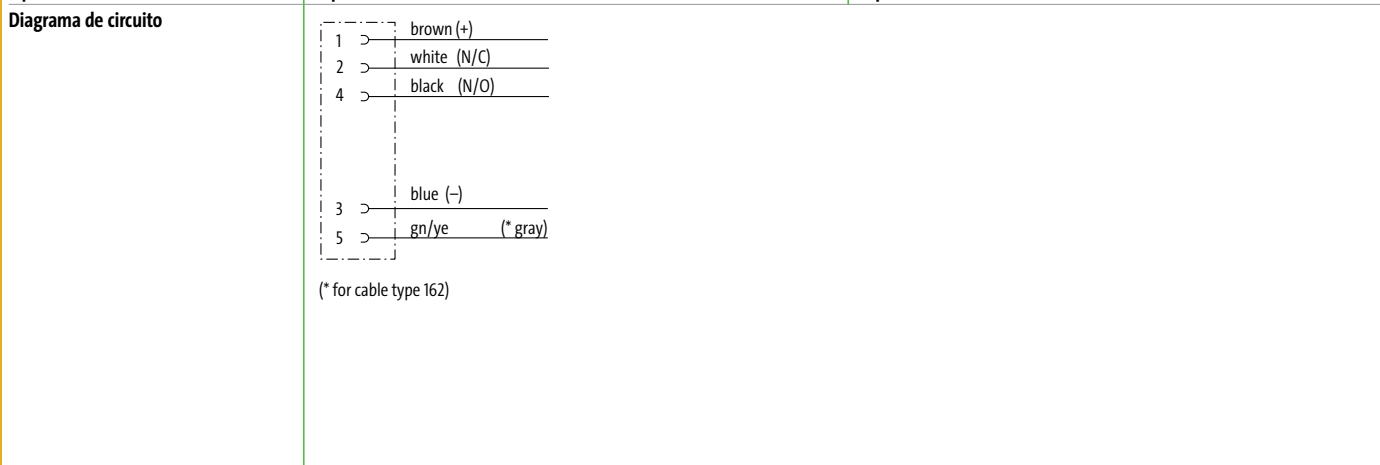 Diagrama de circuito
1 brown (+)
2 white (N/C)
4 black (N/O)
3 blue (–)
5 gn/ye (* gray)
(* for cable type 162)